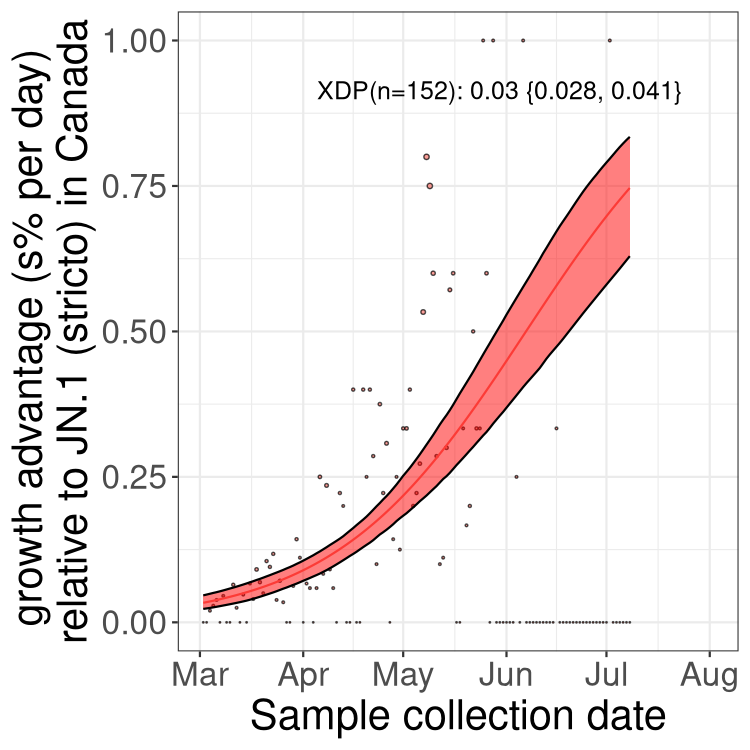 growth advantage (s% per day)
relative to JN.1 (stricto) in Canada
1.00
0.75
0.50
0.25
0.00
XDP(n=152): 0.03 {0.028, 0.041}
Mar Apr May Jun Jul Aug
Sample collection date